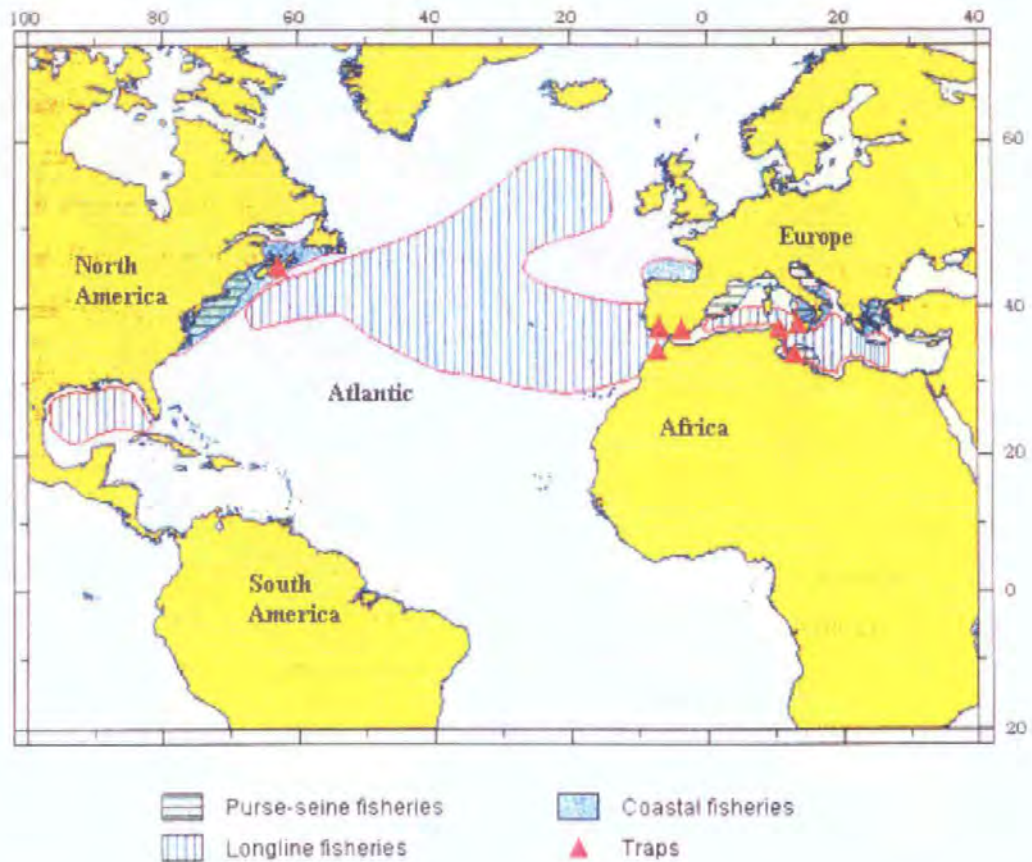 100 80 60 40 20 0 20 40
60
Europe
North
America
40
Atlantic
Africa
20
South
America
0
20
Purse-seine fisheries
Coastal fisheries
Longline fisheries
Traps